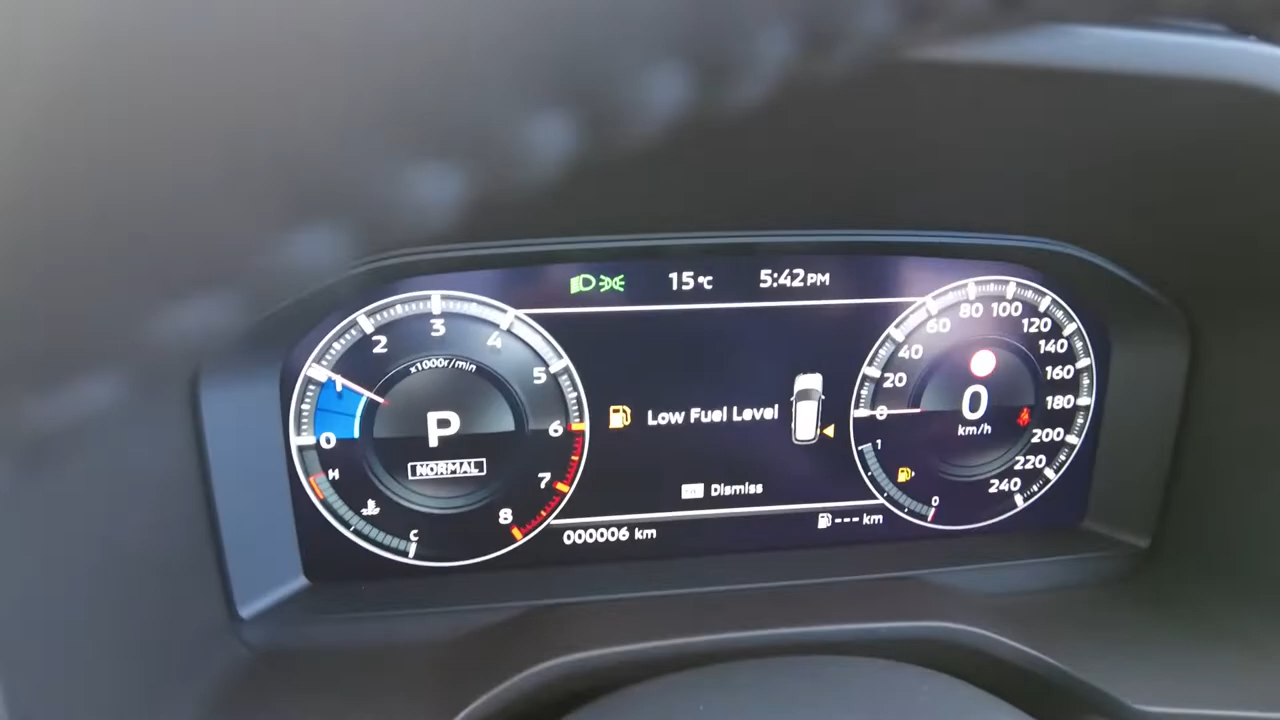 15°C 5:42 PM
0 1 2 3 4 5 6 7 8
x1000r/min
P
NORMAL
H
C
Low Fuel Level
Dismiss
000006 km
--- km
0 20 40 60 80 100 120 140 160 180 200 220 240
0
km/h
1
0